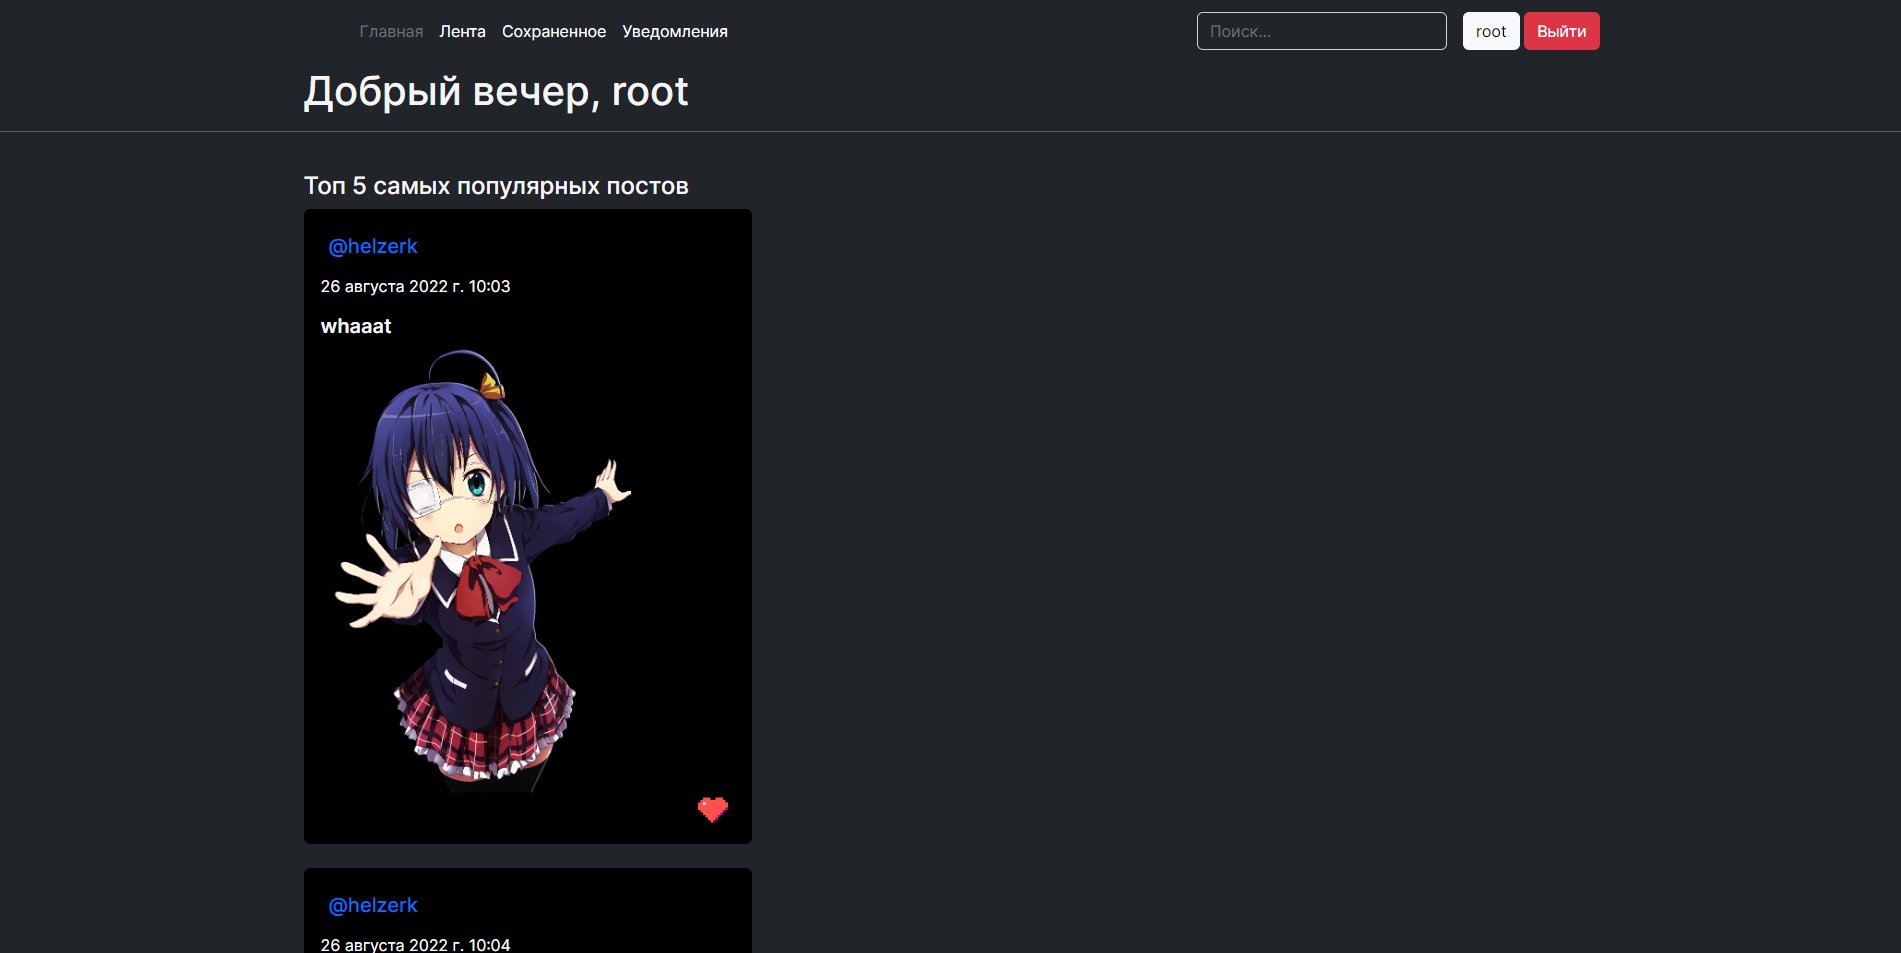 Главная Лента Сохраненное Уведомления Поиск... root Выйти
Добрый вечер, root
Топ 5 самых популярных постов
@helzerk
26 августа 2022 г. 10:03
whaaat
@helzerk
26 августа 2022 г. 10:04